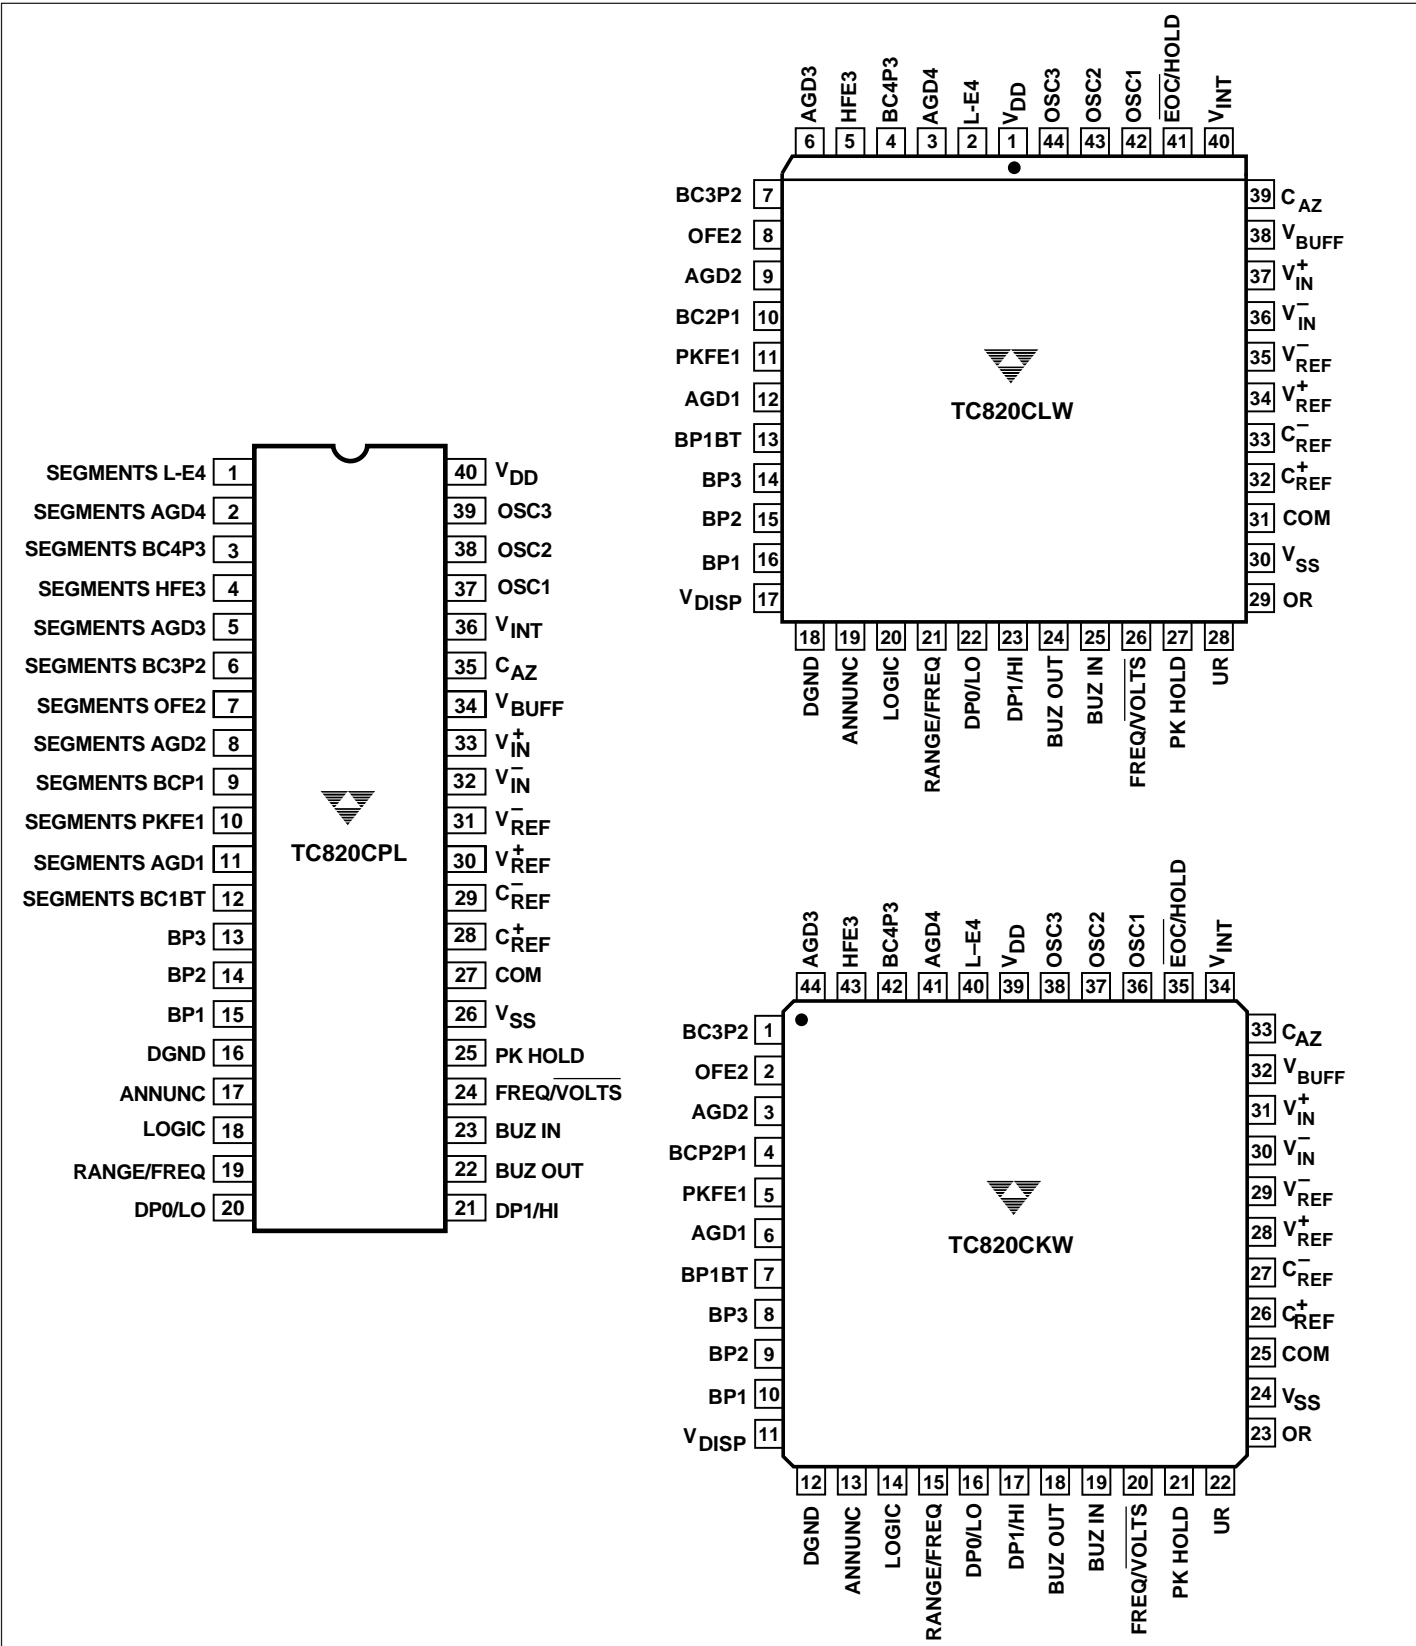 SEGMENTS L-E4 1
SEGMENTS AGD4 2
SEGMENTS BC4P3 3
SEGMENTS HFE3 4
SEGMENTS AGD3 5
SEGMENTS BC3P2 6
SEGMENTS OFE2 7
SEGMENTS AGD2 8
SEGMENTS BCP1 9
SEGMENTS PKFE1 10
SEGMENTS AGD1 11
SEGMENTS BC1BT 12
BP3 13
BP2 14
BP1 15
DGND 16
ANNUNC 17
LOGIC 18
RANGE/FREQ 19
DP0/LO 20
TC820CPL
40 VDD
39 OSC3
38 OSC2
37 OSC1
36 VINT
35 CAZ
34 VBUFF
33 V+IN
32 V–IN
31 V–REF
30 V+REF
29 C–REF
28 C+REF
27 COM
26 VSS
25 PK HOLD
24 FREQ/VOLTS
23 BUZ IN
22 BUZ OUT
21 DP1/HI
AGD3 HFE3 BC4P3 AGD4 L-E4 VDD OSC3 OSC2 OSC1 EOC/HOLD VINT
6 5 4 3 2 1 44 43 42 41 40
BC3P2 7
OFE2 8
AGD2 9
BC2P1 10
PKFE1 11
AGD1 12
BP1BT 13
BP3 14
BP2 15
BP1 16
VDISP 17
TC820CLW
39 CAZ
38 VBUFF
37 V+IN
36 V–IN
35 V–REF
34 V+REF
33 C–REF
32 C+REF
31 COM
30 VSS
29 OR
18 19 20 21 22 23 24 25 26 27 28
DGND ANNUNC LOGIC RANGE/FREQ DP0/LO DP1/HI BUZ OUT BUZ IN FREQ/VOLTS PK HOLD UR
AGD3 HFE3 BC4P3 AGD4 L–E4 VDD OSC3 OSC2 OSC1 EOC/HOLD VINT
44 43 42 41 40 39 38 37 36 35 34
BC3P2 1
OFE2 2
AGD2 3
BCP2P1 4
PKFE1 5
AGD1 6
BP1BT 7
BP3 8
BP2 9
BP1 10
VDISP 11
TC820CKW
33 CAZ
32 VBUFF
31 V+IN
30 V–IN
29 V–REF
28 V+REF
27 C–REF
26 C+REF
25 COM
24 VSS
23 OR
12 13 14 15 16 17 18 19 20 21 22
DGND ANNUNC LOGIC RANGE/FREQ DP0/LO DP1/HI BUZ OUT BUZ IN FREQ/VOLTS PK HOLD UR